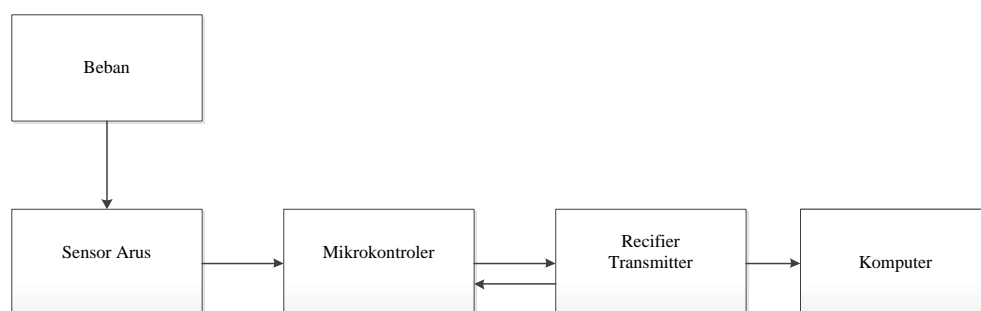 Beban
Sensor Arus
Mikrokontroler
Recifier
Transmitter
Komputer